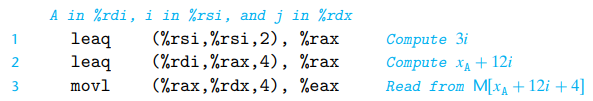 A in %rdi, i in %rsi, and j in %rdx
1 leaq (%rsi,%rsi,2), %rax Compute 3i
2 leaq (%rdi,%rax,4), %rax Compute xA + 12i
3 movl (%rax,%rdx,4), %eax Read from M[xA + 12i + 4]